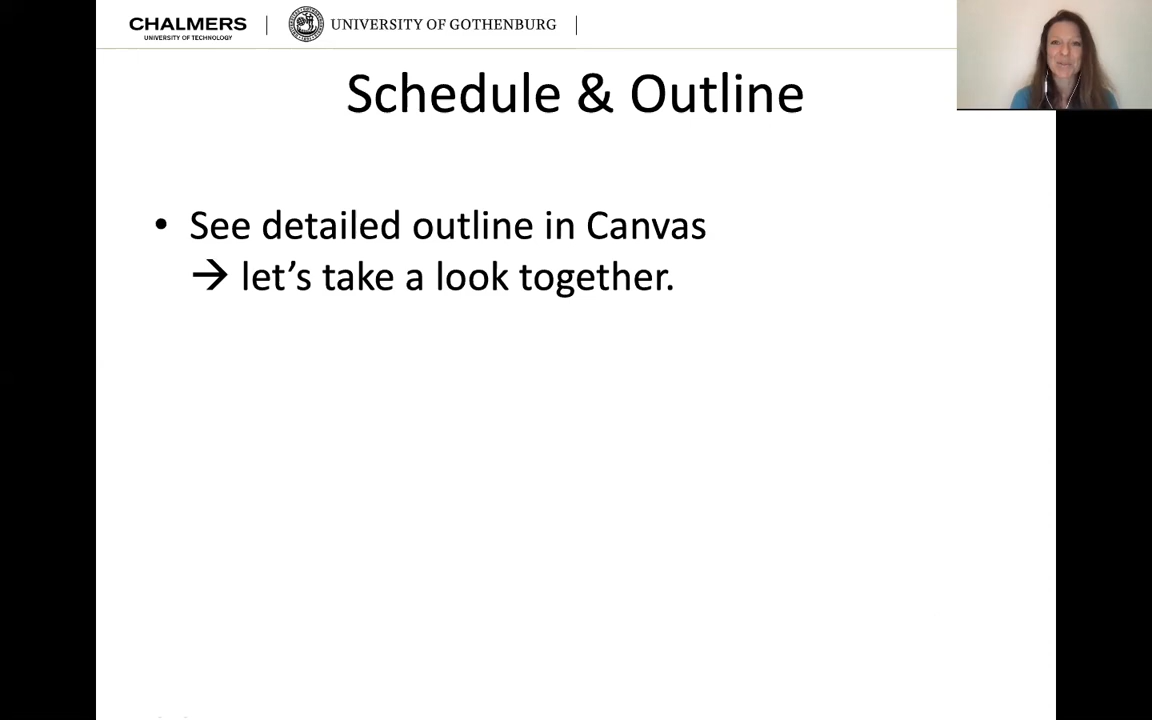 CHALMERS
UNIVERSITY OF TECHNOLOGY
UNIVERSITY OF GOTHENBURG
Schedule & Outline
• See detailed outline in Canvas
→ let’s take a look together.